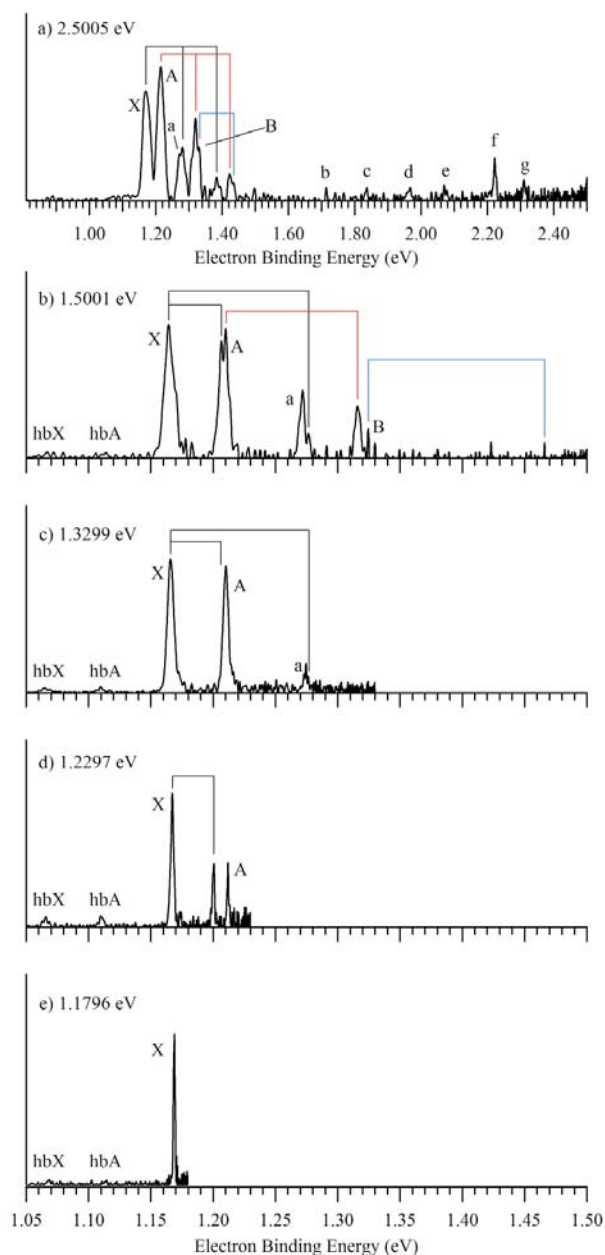 a) 2.5005 eV
X A a B b c d e f g
1.00 1.20 1.40 1.60 1.80 2.00 2.20 2.40
Electron Binding Energy (eV)
b) 1.5001 eV
X A a B
hbX hbA
c) 1.3299 eV
X A a
hbX hbA
d) 1.2297 eV
X A
hbX hbA
e) 1.1796 eV
X
hbX hbA
1.05 1.10 1.15 1.20 1.25 1.30 1.35 1.40 1.45 1.50
Electron Binding Energy (eV)